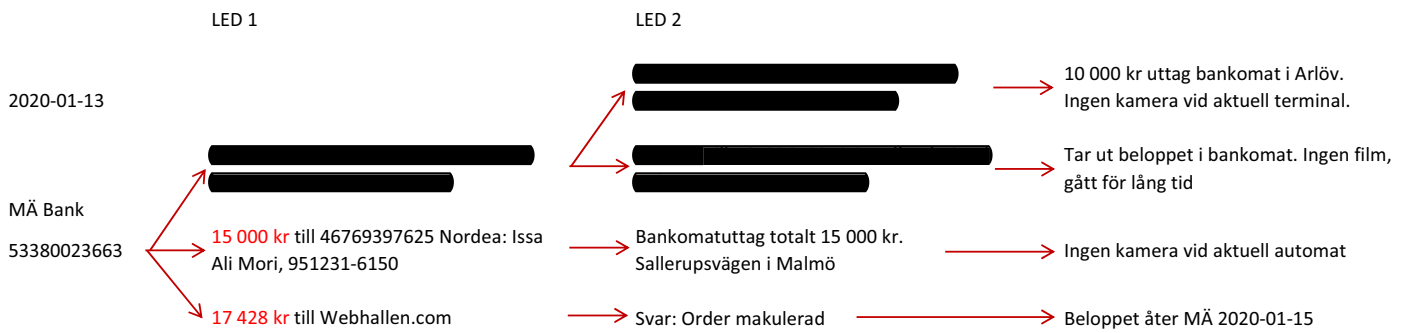 LED 1
LED 2
2020-01-13
10 000 kr uttag bankomat i Arlöv.
Ingen kamera vid aktuell terminal.
Tar ut beloppet i bankomat. Ingen film,
gått för lång tid
MÄ Bank
53380023663
15 000 kr till 46769397625 Nordea: Issa
Ali Mori, 951231-6150
Bankomatuttag totalt 15 000 kr.
Sallerupsvägen i Malmö
Ingen kamera vid aktuell automat
17 428 kr till Webhallen.com
Svar: Order makulerad
Beloppet åter MÄ 2020-01-15